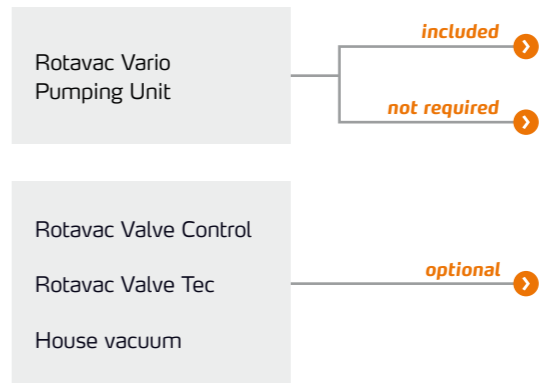 included
Rotavac Vario
Pumping Unit
not required
Rotavac Valve Control
optional
Rotavac Valve Tec
House vacuum